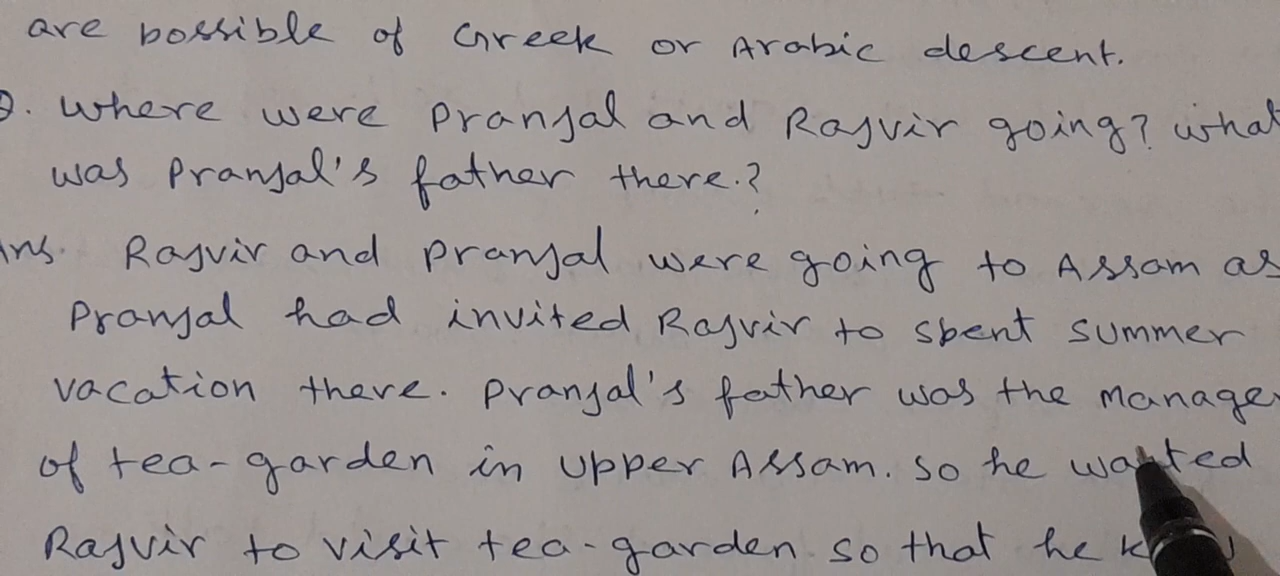 are possible of Greek or Arabic descent.
Q. Where were Pranjal and Rajvir going? what
was Pranjal's father there.?
Ans. Rajvir and Pranjal were going to Assam as
Pranjal had invited Rajvir to spent summer
vacation there. Pranjal's father was the manager
of tea-garden in Upper Assam. So he wanted
Rajvir to visit tea-garden so that he